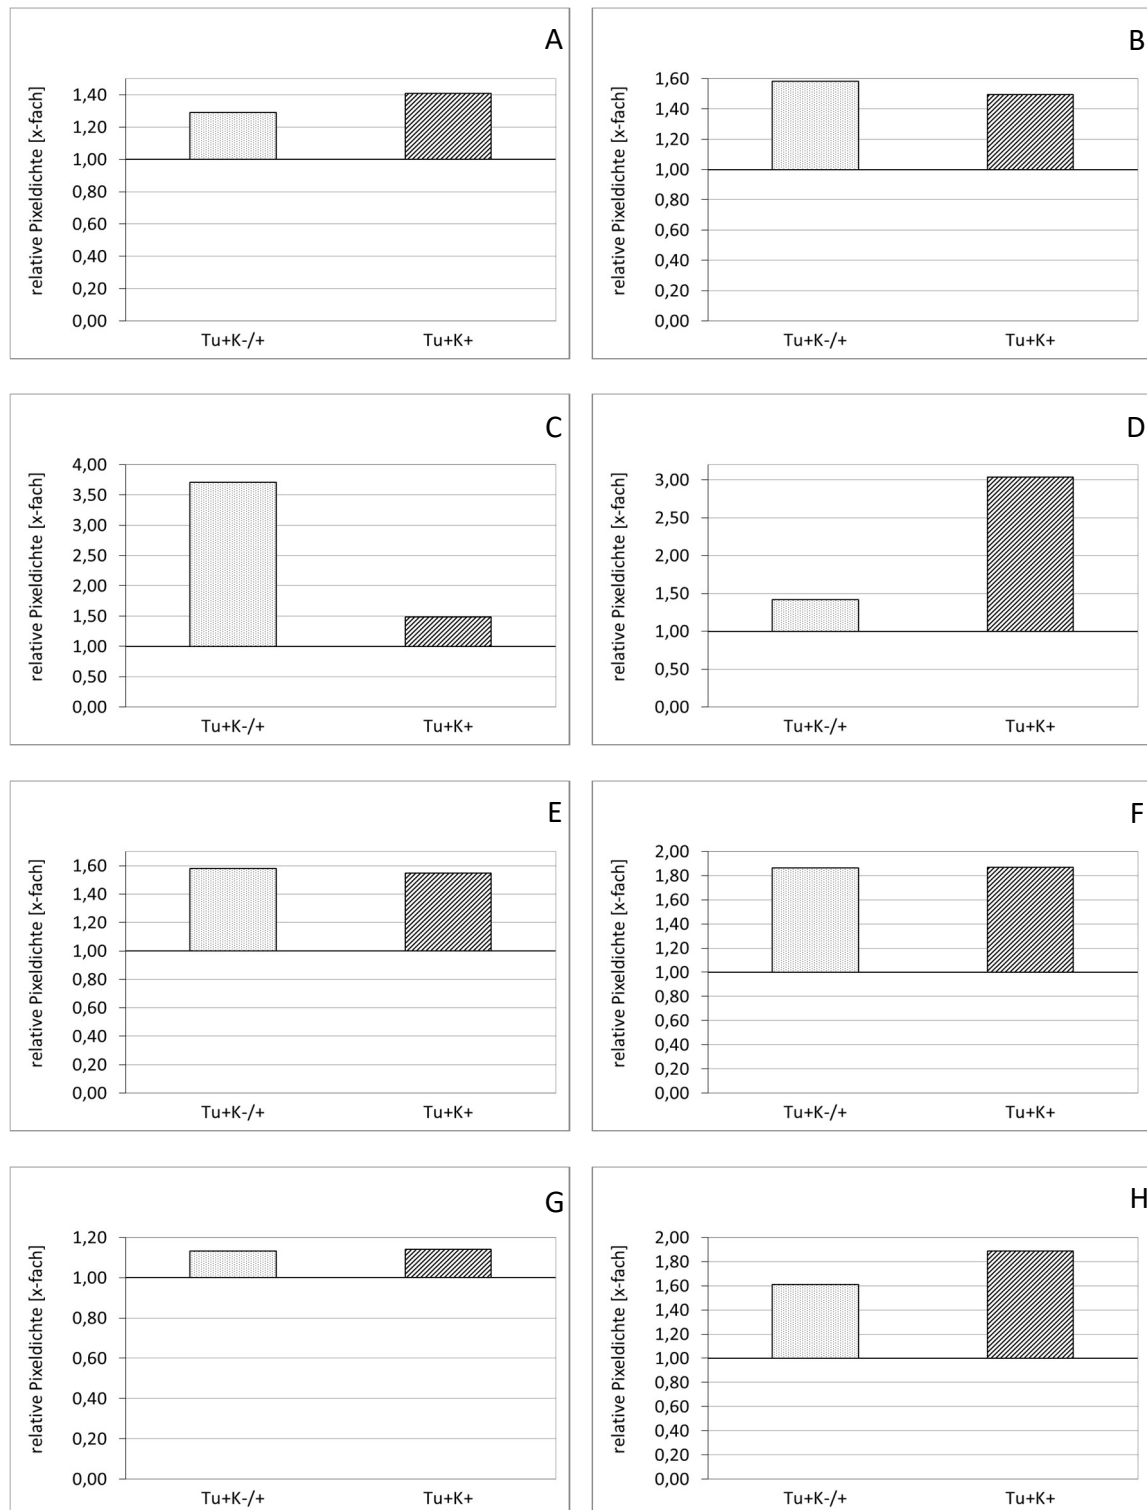 A
relative Pixeldichte [x-fach]
1,40
1,20
1,00
0,80
0,60
0,40
0,20
0,00
Tu+K-/+ Tu+K+
B
relative Pixeldichte [x-fach]
1,60
1,40
1,20
1,00
0,80
0,60
0,40
0,20
0,00
Tu+K-/+ Tu+K+
C
relative Pixeldichte [x-fach]
4,00
3,50
3,00
2,50
2,00
1,50
1,00
0,50
0,00
Tu+K-/+ Tu+K+
D
relative Pixeldichte [x-fach]
3,00
2,50
2,00
1,50
1,00
0,50
0,00
Tu+K-/+ Tu+K+
E
relative Pixeldichte [x-fach]
1,60
1,40
1,20
1,00
0,80
0,60
0,40
0,20
0,00
Tu+K-/+ Tu+K+
F
relative Pixeldichte [x-fach]
2,00
1,80
1,60
1,40
1,20
1,00
0,80
0,60
0,40
0,20
0,00
Tu+K-/+ Tu+K+
G
relative Pixeldichte [x-fach]
1,20
1,00
0,80
0,60
0,40
0,20
0,00
Tu+K-/+ Tu+K+
H
relative Pixeldichte [x-fach]
2,00
1,80
1,60
1,40
1,20
1,00
0,80
0,60
0,40
0,20
0,00
Tu+K-/+ Tu+K+